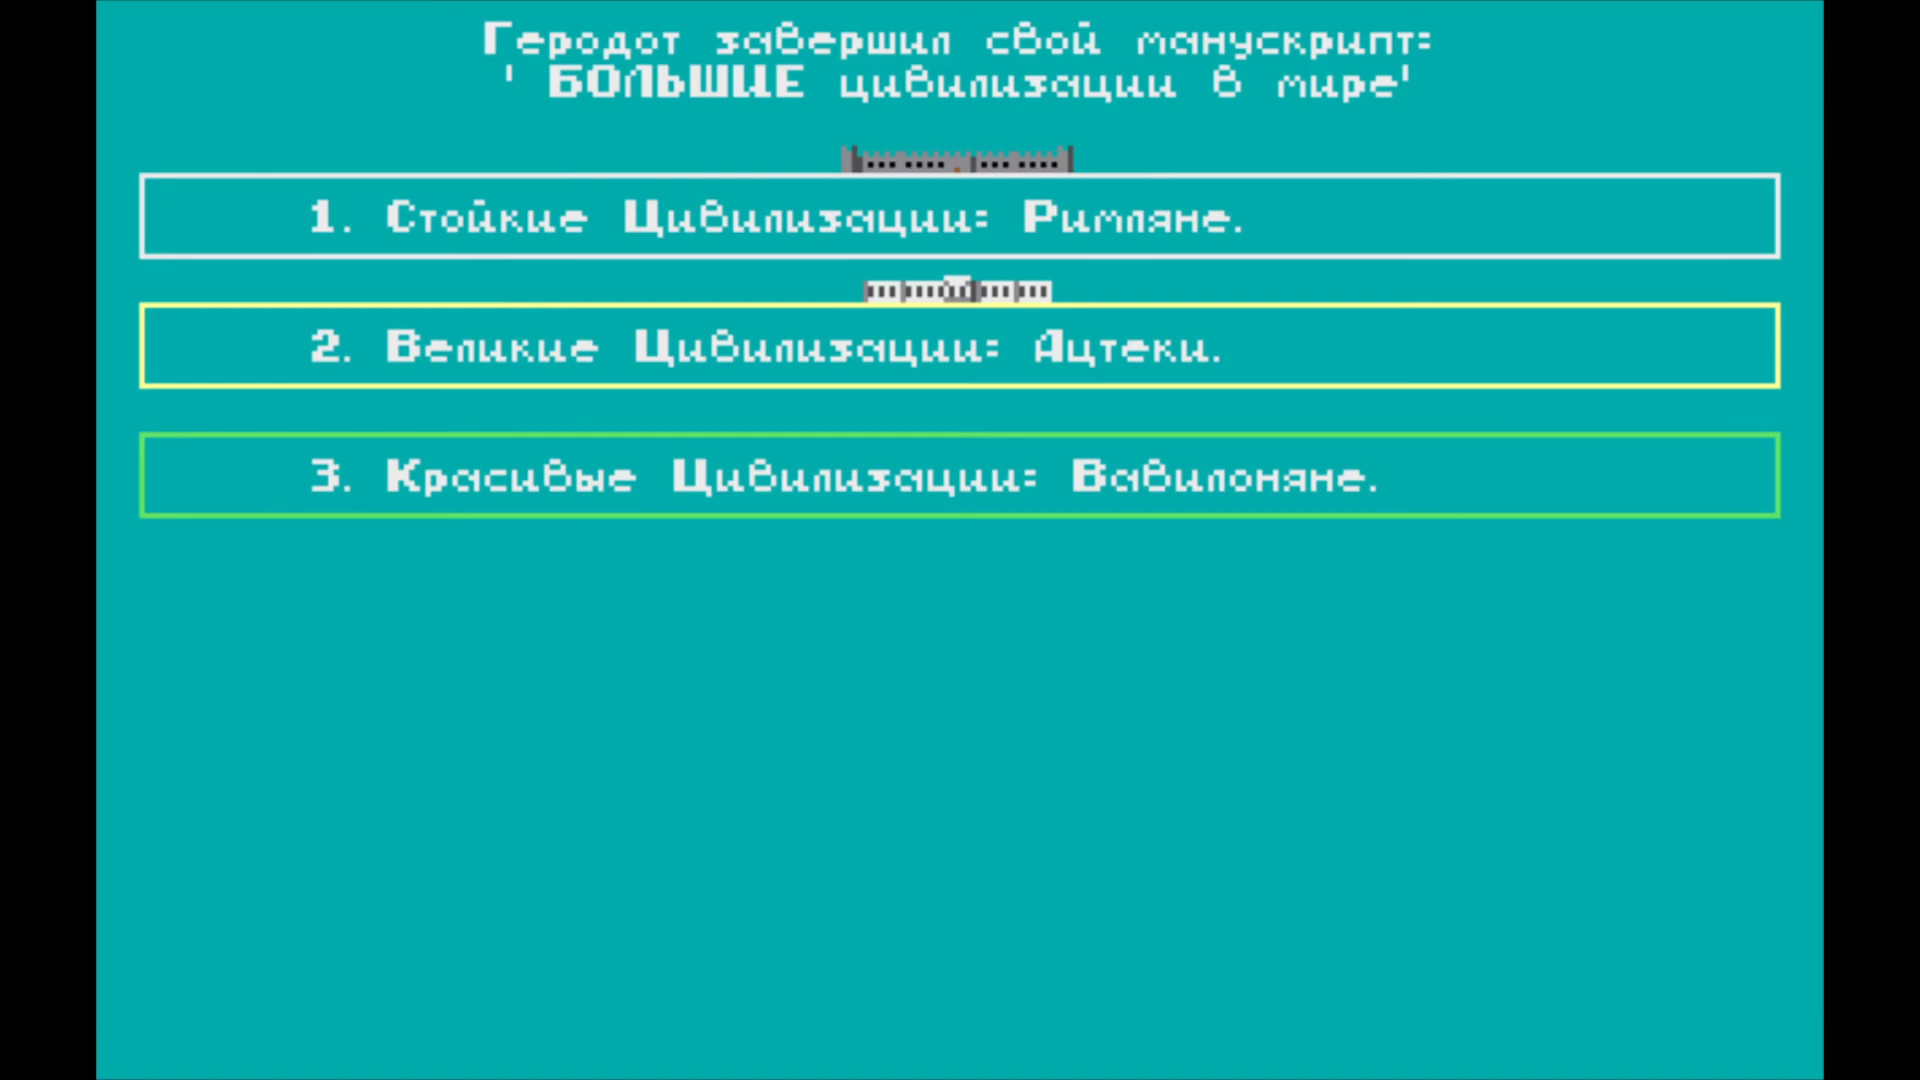 Геродот завершил свой манускрипт:
' БОЛЬШИЕ цивилизации в мире'
1. Стойкие Цивилизации: Римляне.
2. Великие Цивилизации: Ацтеки.
3. Красивые Цивилизации: Вавилоняне.